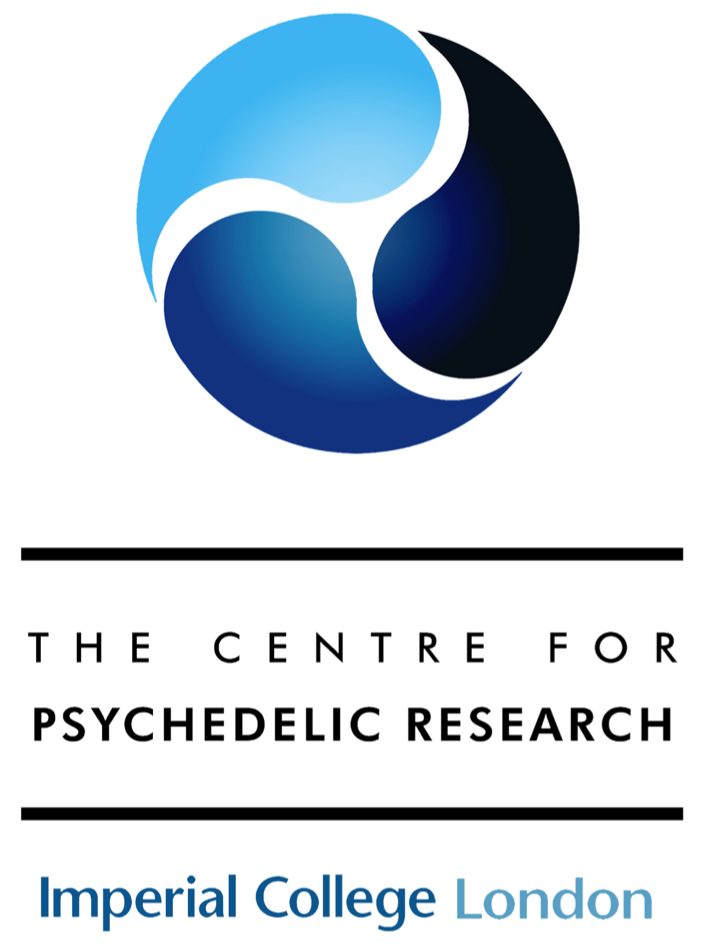 THE CENTRE FOR
PSYCHEDELIC RESEARCH
Imperial College London